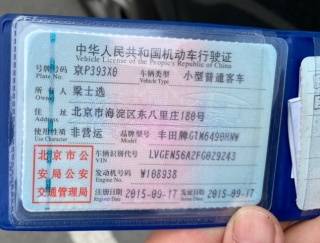 中华人民共和国机动车行驶证
Vehicle License of the People's Republic of China
号牌号码 京P393X0 车辆类型 小型普通客车
Plate No. Vehicle Type
所有人 梁士选
Owner
住址 北京市海淀区东八里庄180号
Address
使用性质 非营运 品牌型号 丰田牌GTM6490HNW
Use Character Model
北京市公 车辆识别代号 LVGEN56A2FG029243
VIN
安局公安 发动机号码 W108938
Engine No.
交通管理局 注册日期 2015-09-17 发证日期 2015-09-17
Register Date Issue Date